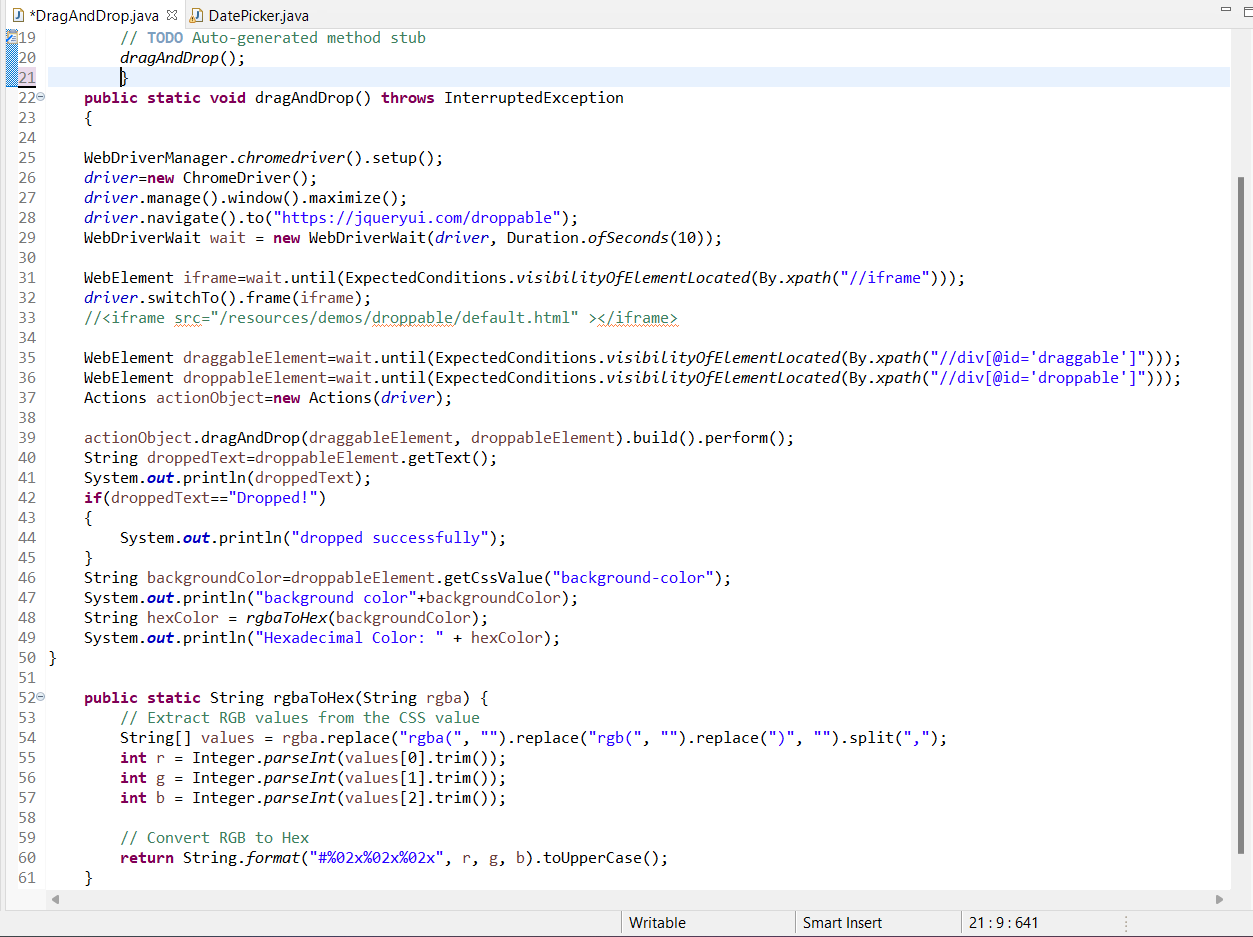 *DragAndDrop.java
DatePicker.java
19 // TODO Auto-generated method stub
20 dragAndDrop();
21 }
22 public static void dragAndDrop() throws InterruptedException
23 {
24
25 WebDriverManager.chromedriver().setup();
26 driver=new ChromeDriver();
27 driver.manage().window().maximize();
28 driver.navigate().to("https://jqueryui.com/droppable");
29 WebDriverWait wait = new WebDriverWait(driver, Duration.ofSeconds(10));
30
31 WebElement iframe=wait.until(ExpectedConditions.visibilityOfElementLocated(By.xpath("//iframe")));
32 driver.switchTo().frame(iframe);
33 //<iframe src="/resources/demos/droppable/default.html" ></iframe>
34
35 WebElement draggableElement=wait.until(ExpectedConditions.visibilityOfElementLocated(By.xpath("//div[@id='draggable']")));
36 WebElement droppableElement=wait.until(ExpectedConditions.visibilityOfElementLocated(By.xpath("//div[@id='droppable']")));
37 Actions actionObject=new Actions(driver);
38
39 actionObject.dragAndDrop(draggableElement, droppableElement).build().perform();
40 String droppedText=droppableElement.getText();
41 System.out.println(droppedText);
42 if(droppedText=="Dropped!")
43 {
44 System.out.println("dropped successfully");
45 }
46 String backgroundColor=droppableElement.getCssValue("background-color");
47 System.out.println("background color"+backgroundColor);
48 String hexColor = rgbaToHex(backgroundColor);
49 System.out.println("Hexadecimal Color: " + hexColor);
50 }
51
52 public static String rgbaToHex(String rgba) {
53 // Extract RGB values from the CSS value
54 String[] values = rgba.replace("rgba(", "").replace("rgb(", "").replace(")", "").split(",");
55 int r = Integer.parseInt(values[0].trim());
56 int g = Integer.parseInt(values[1].trim());
57 int b = Integer.parseInt(values[2].trim());
58
59 // Convert RGB to Hex
60 return String.format("#%02x%02x%02x", r, g, b).toUpperCase();
61 }
Writable
Smart Insert
21 : 9 : 641